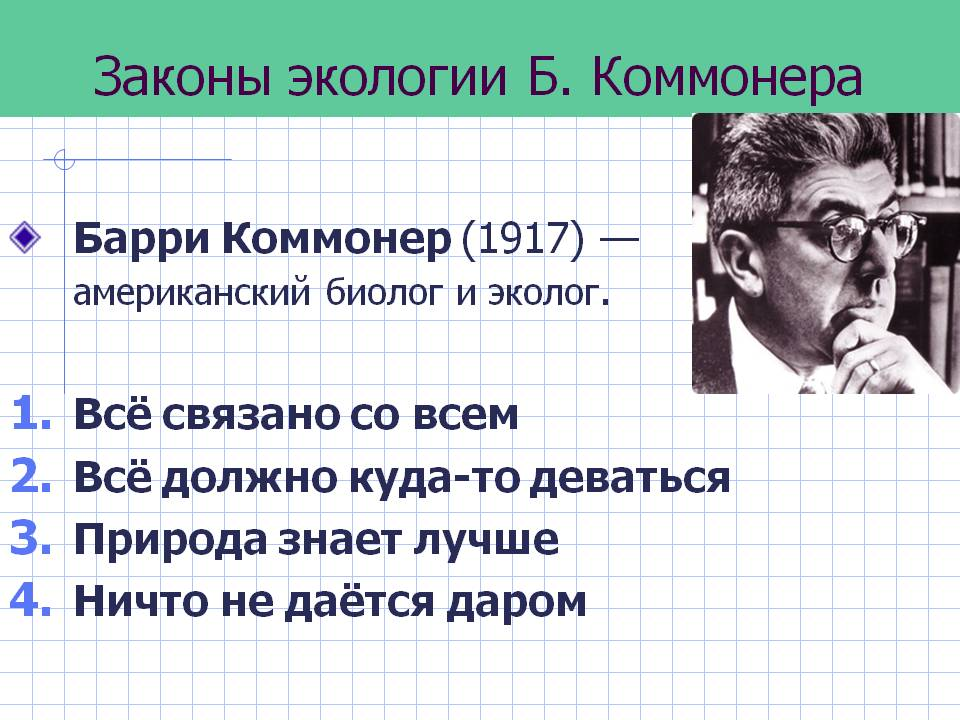 Законы экологии Б. Коммонера
Барри Коммонер (1917) —
американский биолог и эколог.
1. Всё связано со всем
2. Всё должно куда-то деваться
3. Природа знает лучше
4. Ничто не даётся даром